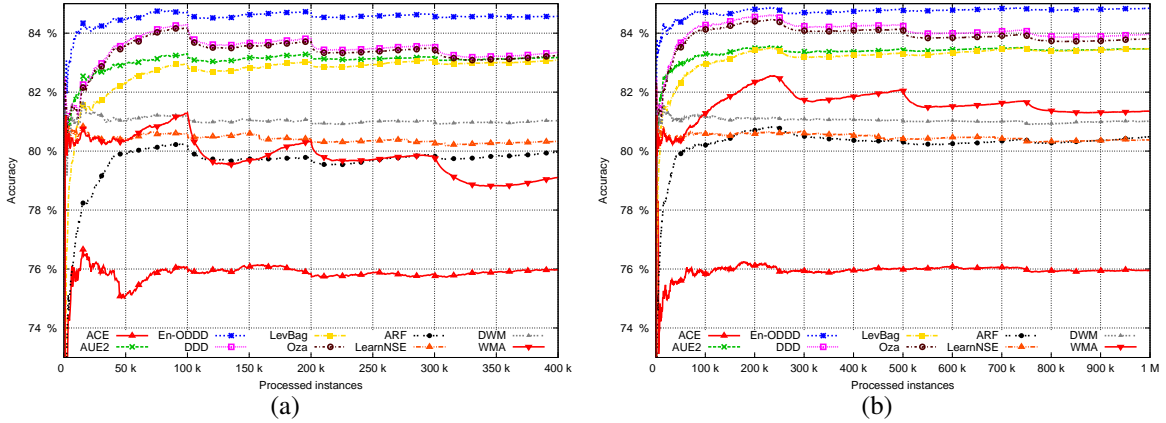 84 %
82 %
80 %
78 %
76 %
74 %
Accuracy
0
50 k
100 k
150 k
200 k
250 k
300 k
350 k
400 k
Processed instances
ACE
AUE2
En-ODDD
DDD
LevBag
Oza
ARF
LearnNSE
DWM
WMA
(a)
84 %
82 %
80 %
78 %
76 %
74 %
Accuracy
0
100 k
200 k
300 k
400 k
500 k
600 k
700 k
800 k
900 k
1 M
Processed instances
ACE
AUE2
En-ODDD
DDD
LevBag
Oza
ARF
LearnNSE
DWM
WMA
(b)